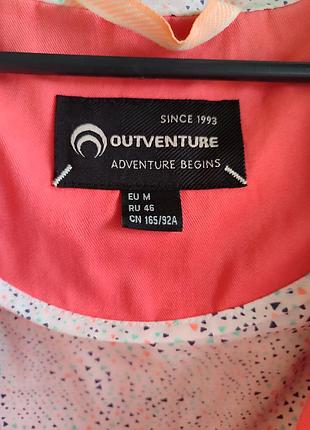 SINCE 1993
OUTVENTURE
ADVENTURE BEGINS
EU M
RU 46
CN 165/92A